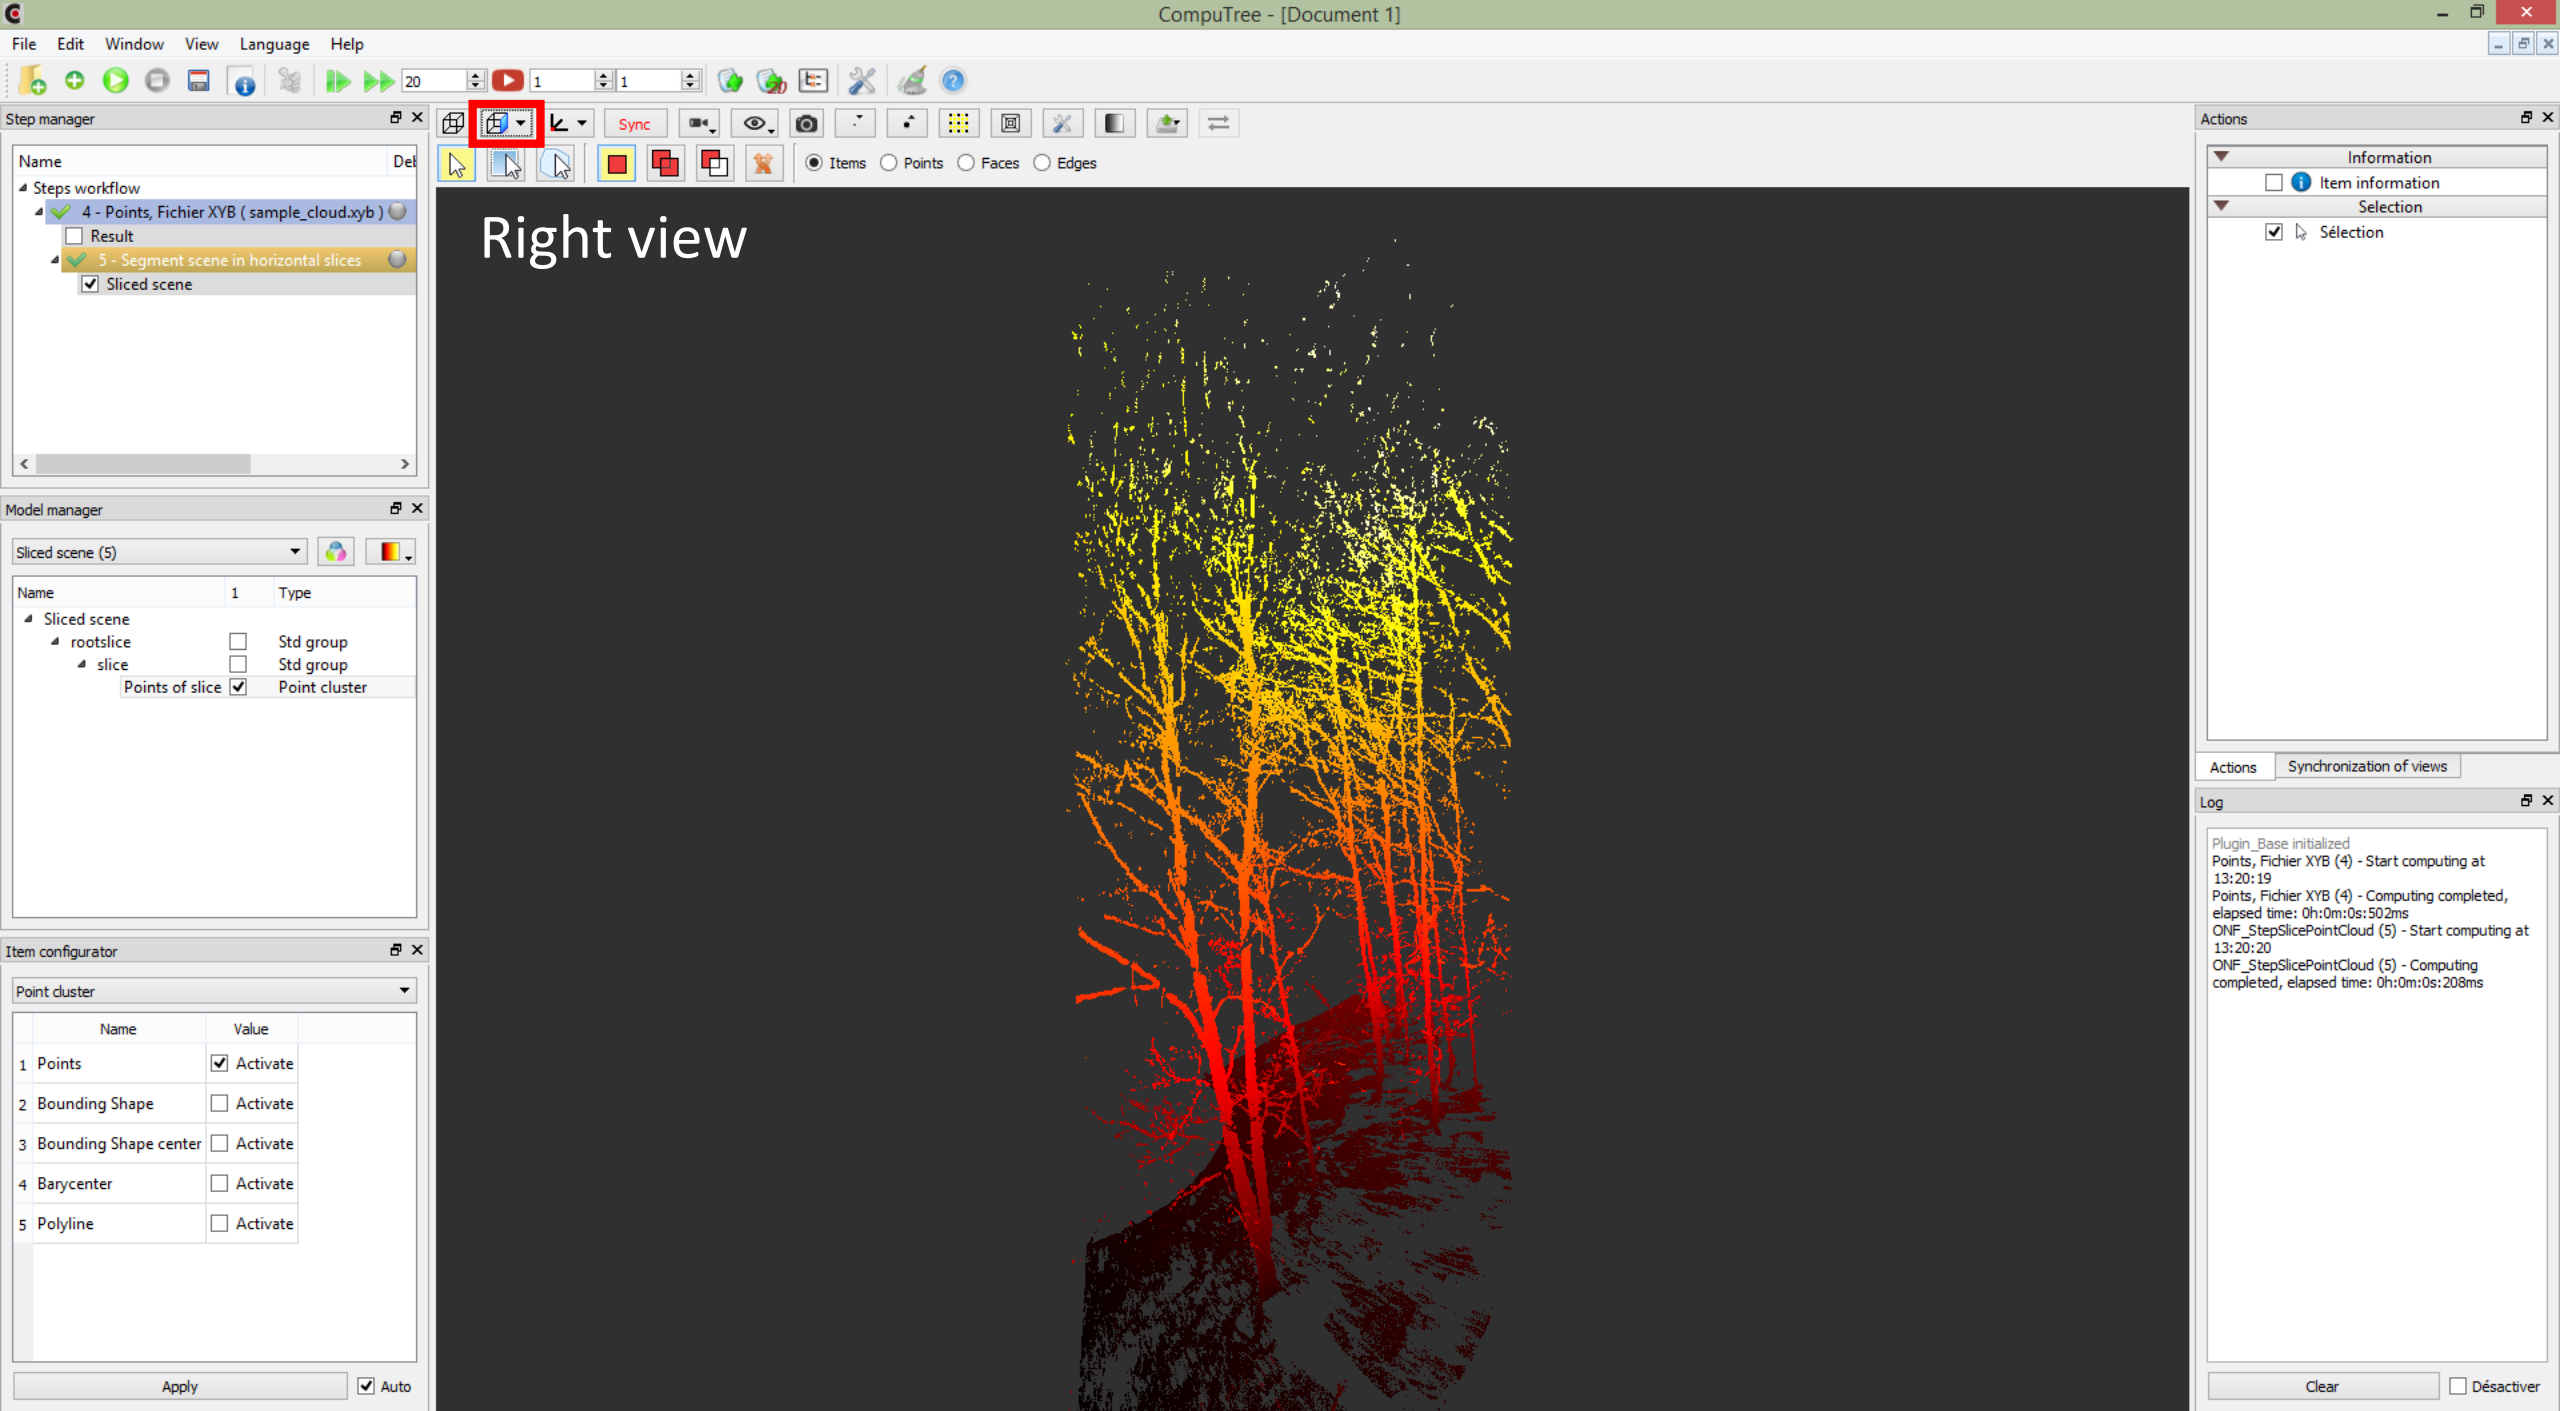 CompuTree - [Document 1]
File Edit Window View Language Help
20 1 1
Step manager
Name Del
Steps workflow
4 - Points, Fichier XYB ( sample_cloud.xyb )
Result
5 - Segment scene in horizontal slices
Sliced scene
Sync
Items Points Faces Edges
Right view
Model manager
Sliced scene (5)
Name 1 Type
Sliced scene
rootslice Std group
slice Std group
Points of slice Point cluster
Item configurator
Point cluster
Name Value
1 Points Activate
2 Bounding Shape Activate
3 Bounding Shape center Activate
4 Barycenter Activate
5 Polyline Activate
Apply Auto
Actions
Information
Item information
Selection
Sélection
Actions Synchronization of views
Log
Plugin_Base initialized
Points, Fichier XYB (4) - Start computing at
13:20:19
Points, Fichier XYB (4) - Computing completed,
elapsed time: 0h:0m:0s:502ms
ONF_StepSlicePointCloud (5) - Start computing at
13:20:20
ONF_StepSlicePointCloud (5) - Computing
completed, elapsed time: 0h:0m:0s:208ms
Clear Désactiver